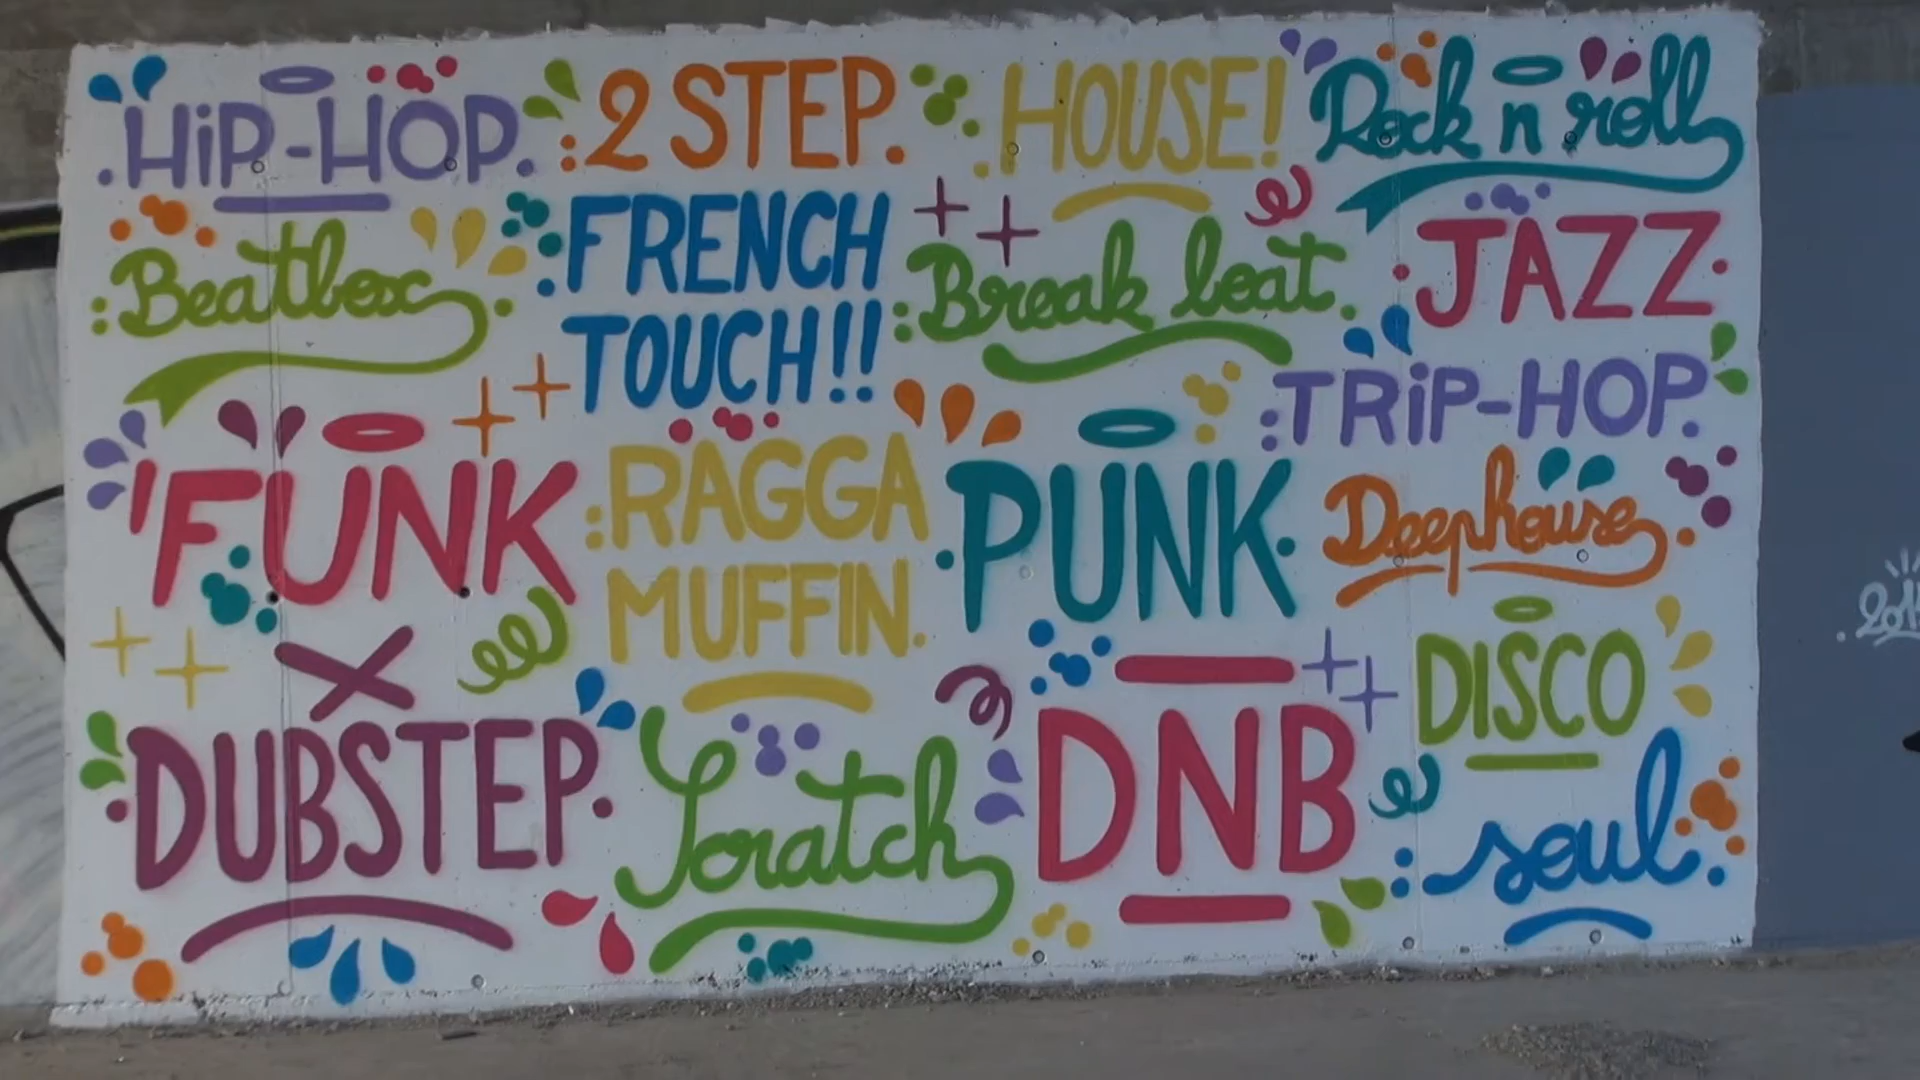 HiP-HOP.
2 STEP.
HOUSE!
Rock n roll
Beatbox
FRENCH
TOUCH!!
Break beat.
JAZZ
TRiP-HOP.
FUNK
RAGGA
MUFFIN.
PUNK
Deephouse
DUBSTEP
Scratch
DNB
DISCO
soul